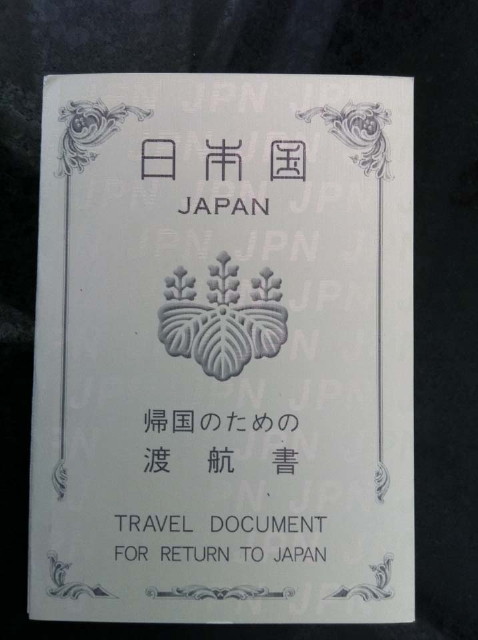 日本国
JAPAN
帰国のための
渡航書
TRAVEL DOCUMENT
FOR RETURN TO JAPAN